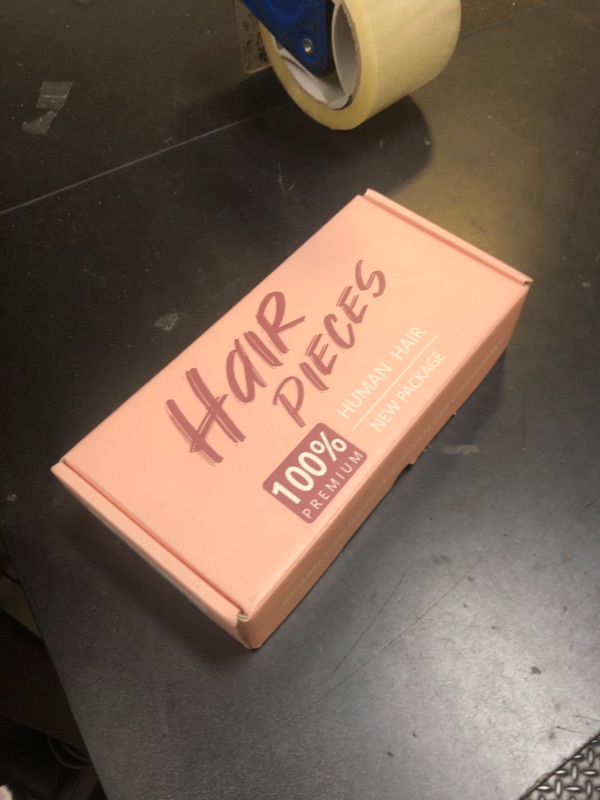 Hair
PIECES
HUMAN HAIR
NEW PACKAGE
100%
PREMIUM